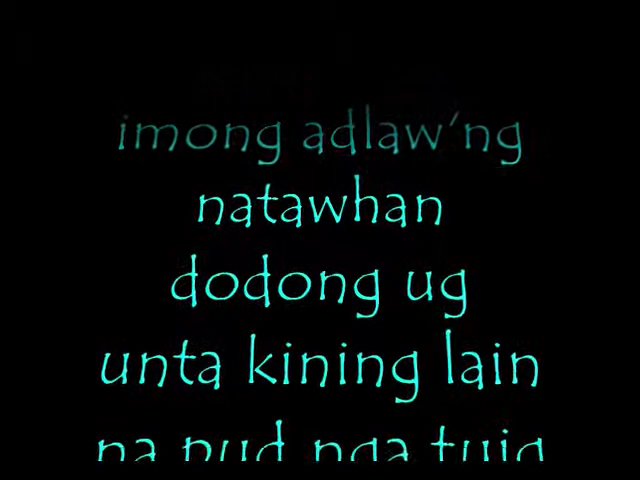 imong adlaw'ng
natawhan
dodong ug
unta kining lain
na pud nga tuig